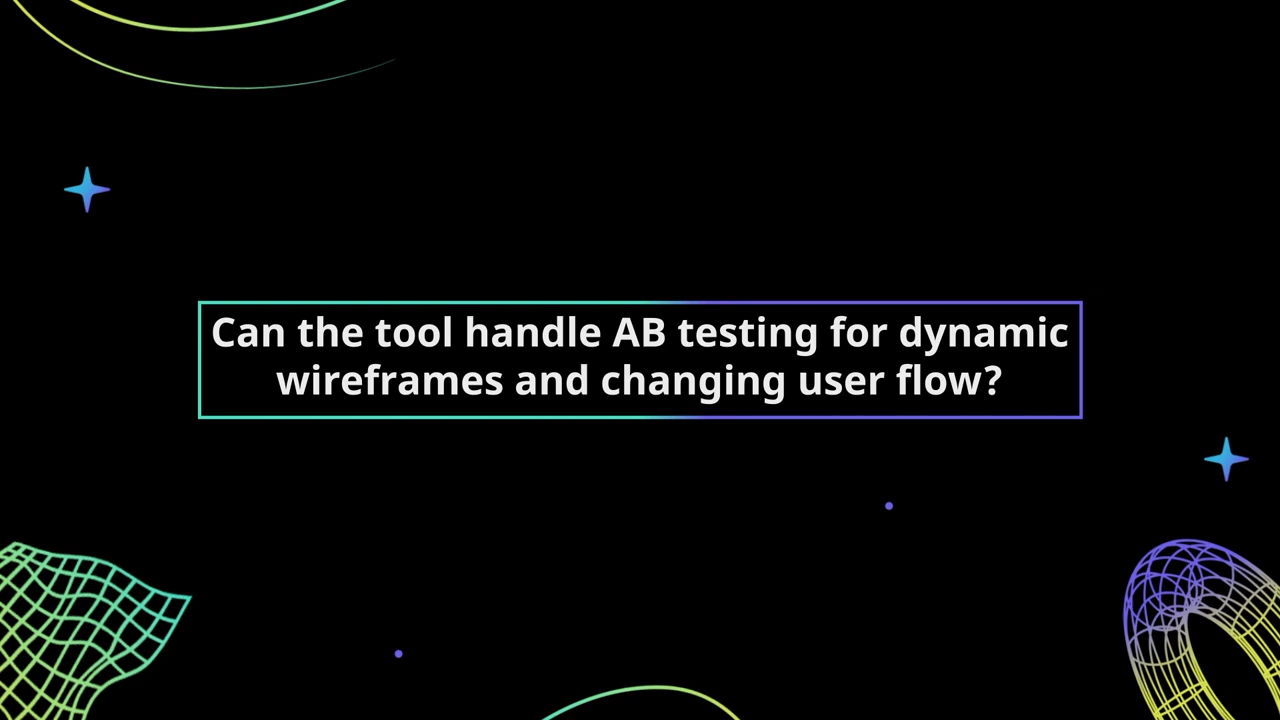 Can the tool handle AB testing for dynamic
wireframes and changing user flow?